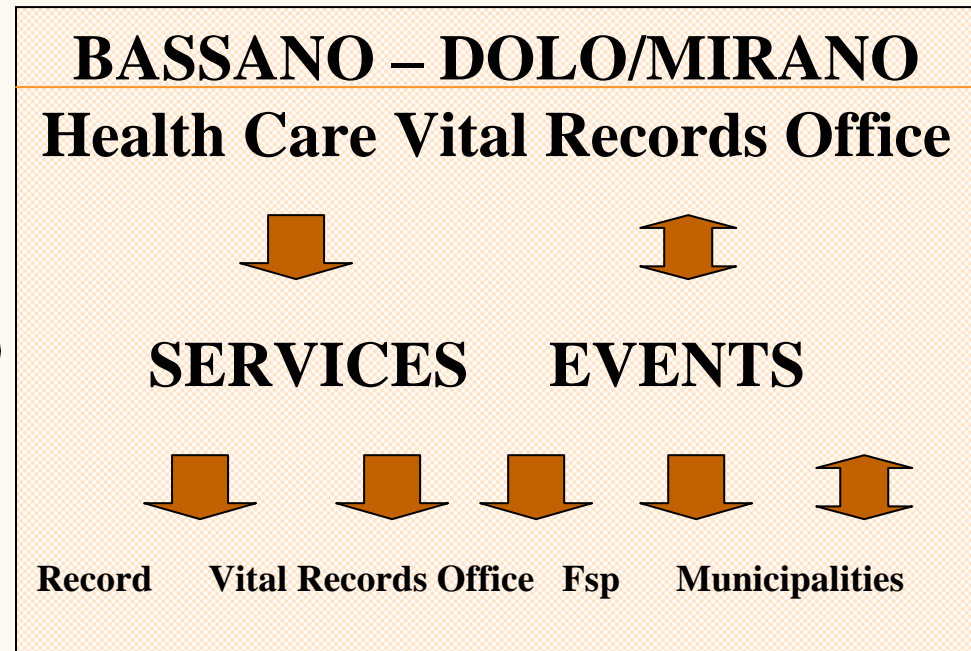 BASSANO – DOLO/MIRANO
Health Care Vital Records Office
SERVICES EVENTS
Record Vital Records Office Fsp Municipalities